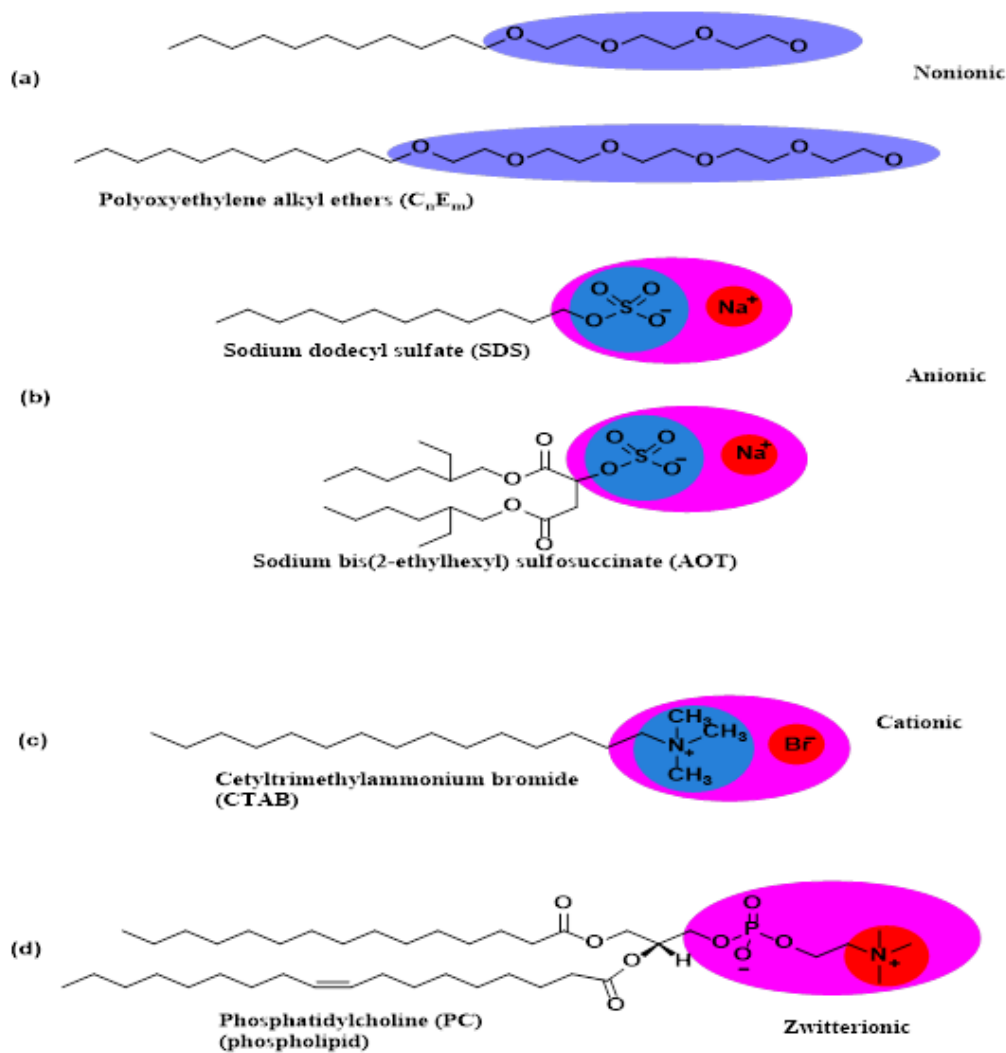 O O O O
(a)
Nonionic
O O O O O O
Polyoxyethylene alkyl ethers (CnEm)
O O
S
O O−
Na+
Sodium dodecyl sulfate (SDS)
Anionic
(b)
O O O
S
O O O−
Na+
O
O
Sodium bis(2-ethylhexyl) sulfosuccinate (AOT)
(c)
CH3
N+ CH3
CH3
Br−
Cationic
Cetyltrimethylammonium bromide
(CTAB)
(d)
O O
O O P O
O− N+
O H
O
Phosphatidylcholine (PC)
(phospholipid)
Zwitterionic